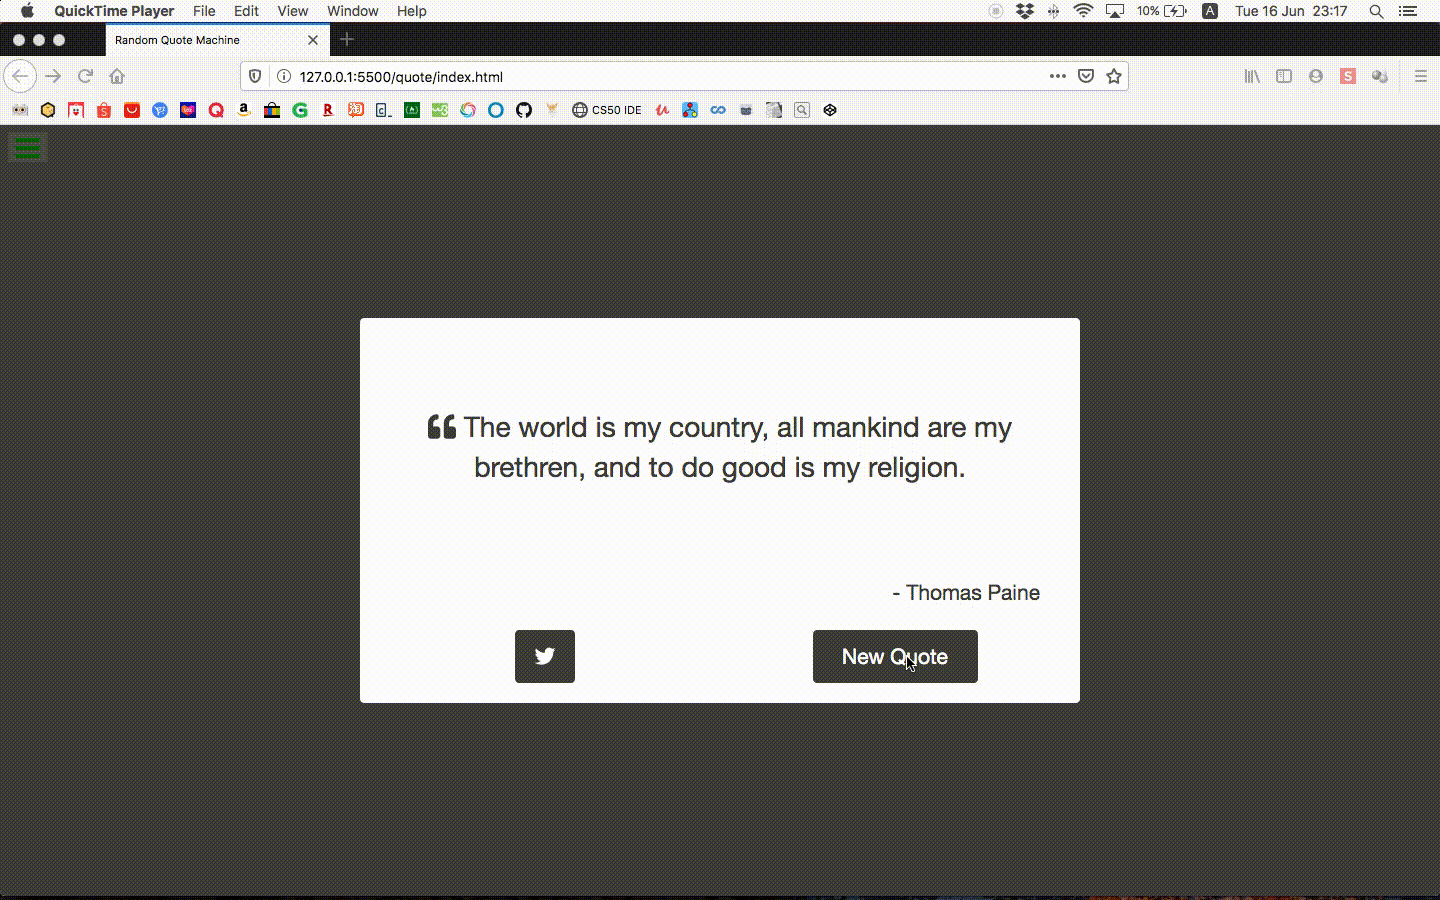 QuickTime Player File Edit View Window Help 10% A Tue 16 Jun 23:17
Random Quote Machine
127.0.0.1:5500/quote/index.html
S
Q a G R CS50 IDE
The world is my country, all mankind are my
brethren, and to do good is my religion.
- Thomas Paine
New Quote